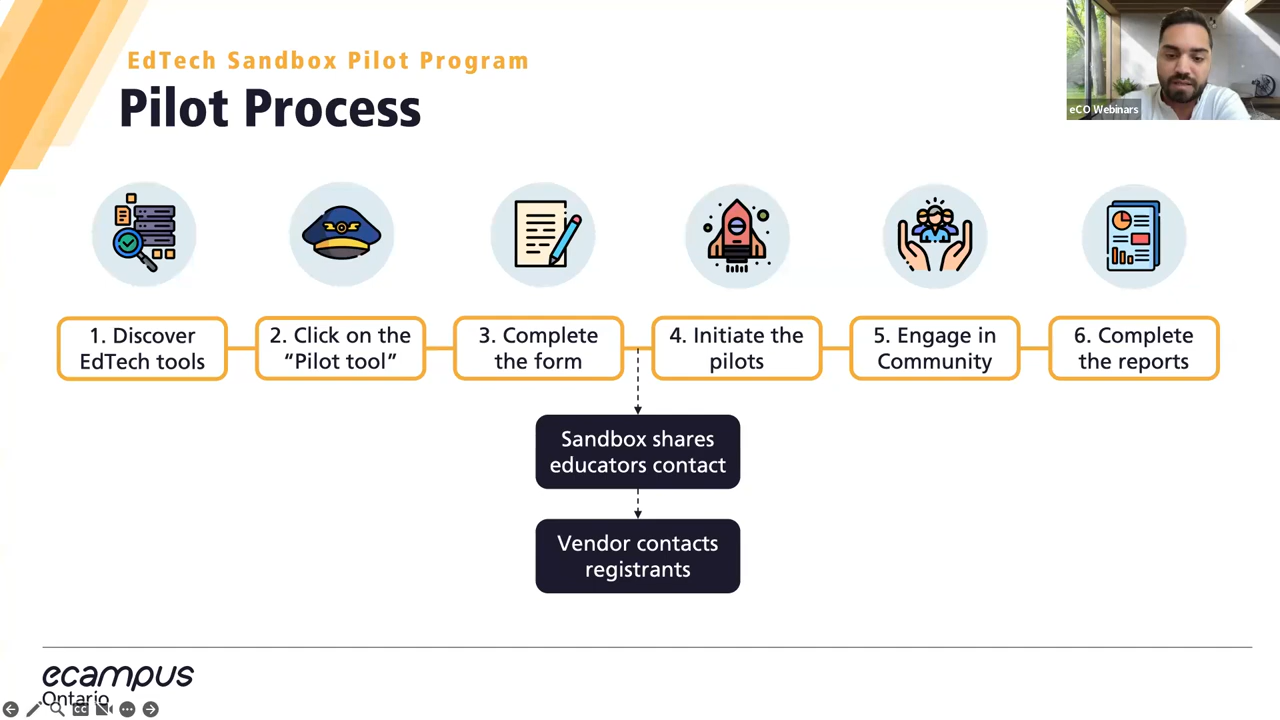 EdTech Sandbox Pilot Program
Pilot Process
eCO Webinars
1. Discover
EdTech tools
2. Click on the
“Pilot tool”
3. Complete
the form
4. Initiate the
pilots
5. Engage in
Community
6. Complete
the reports
Sandbox shares
educators contact
Vendor contacts
registrants
ecampus
Ontario
CC